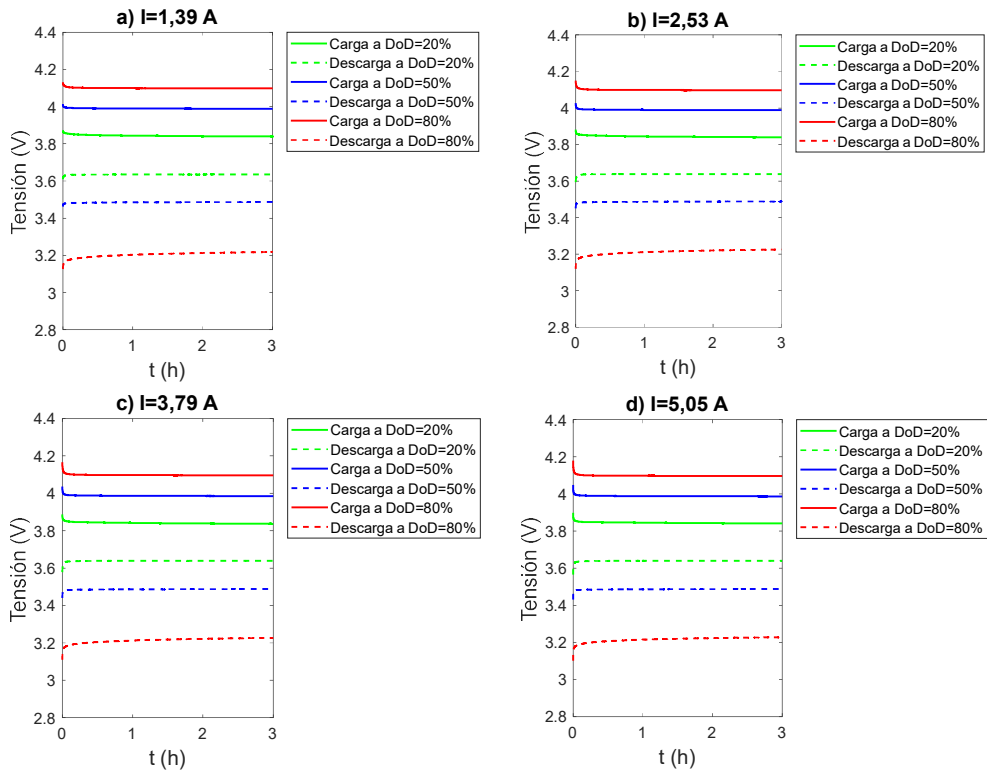 a) I=1,39 A
4.4
4.2
4
3.8
3.6
3.4
3.2
3
2.8
Tensión (V)
0
1
2
3
t (h)
Carga a DoD=20%
Descarga a DoD=20%
Carga a DoD=50%
Descarga a DoD=50%
Carga a DoD=80%
Descarga a DoD=80%
b) I=2,53 A
4.4
4.2
4
3.8
3.6
3.4
3.2
3
2.8
Tensión (V)
0
1
2
3
t (h)
Carga a DoD=20%
Descarga a DoD=20%
Carga a DoD=50%
Descarga a DoD=50%
Carga a DoD=80%
Descarga a DoD=80%
c) I=3,79 A
4.4
4.2
4
3.8
3.6
3.4
3.2
3
2.8
Tensión (V)
0
1
2
3
t (h)
Carga a DoD=20%
Descarga a DoD=20%
Carga a DoD=50%
Descarga a DoD=50%
Carga a DoD=80%
Descarga a DoD=80%
d) I=5,05 A
4.4
4.2
4
3.8
3.6
3.4
3.2
3
2.8
Tensión (V)
0
1
2
3
t (h)
Carga a DoD=20%
Descarga a DoD=20%
Carga a DoD=50%
Descarga a DoD=50%
Carga a DoD=80%
Descarga a DoD=80%